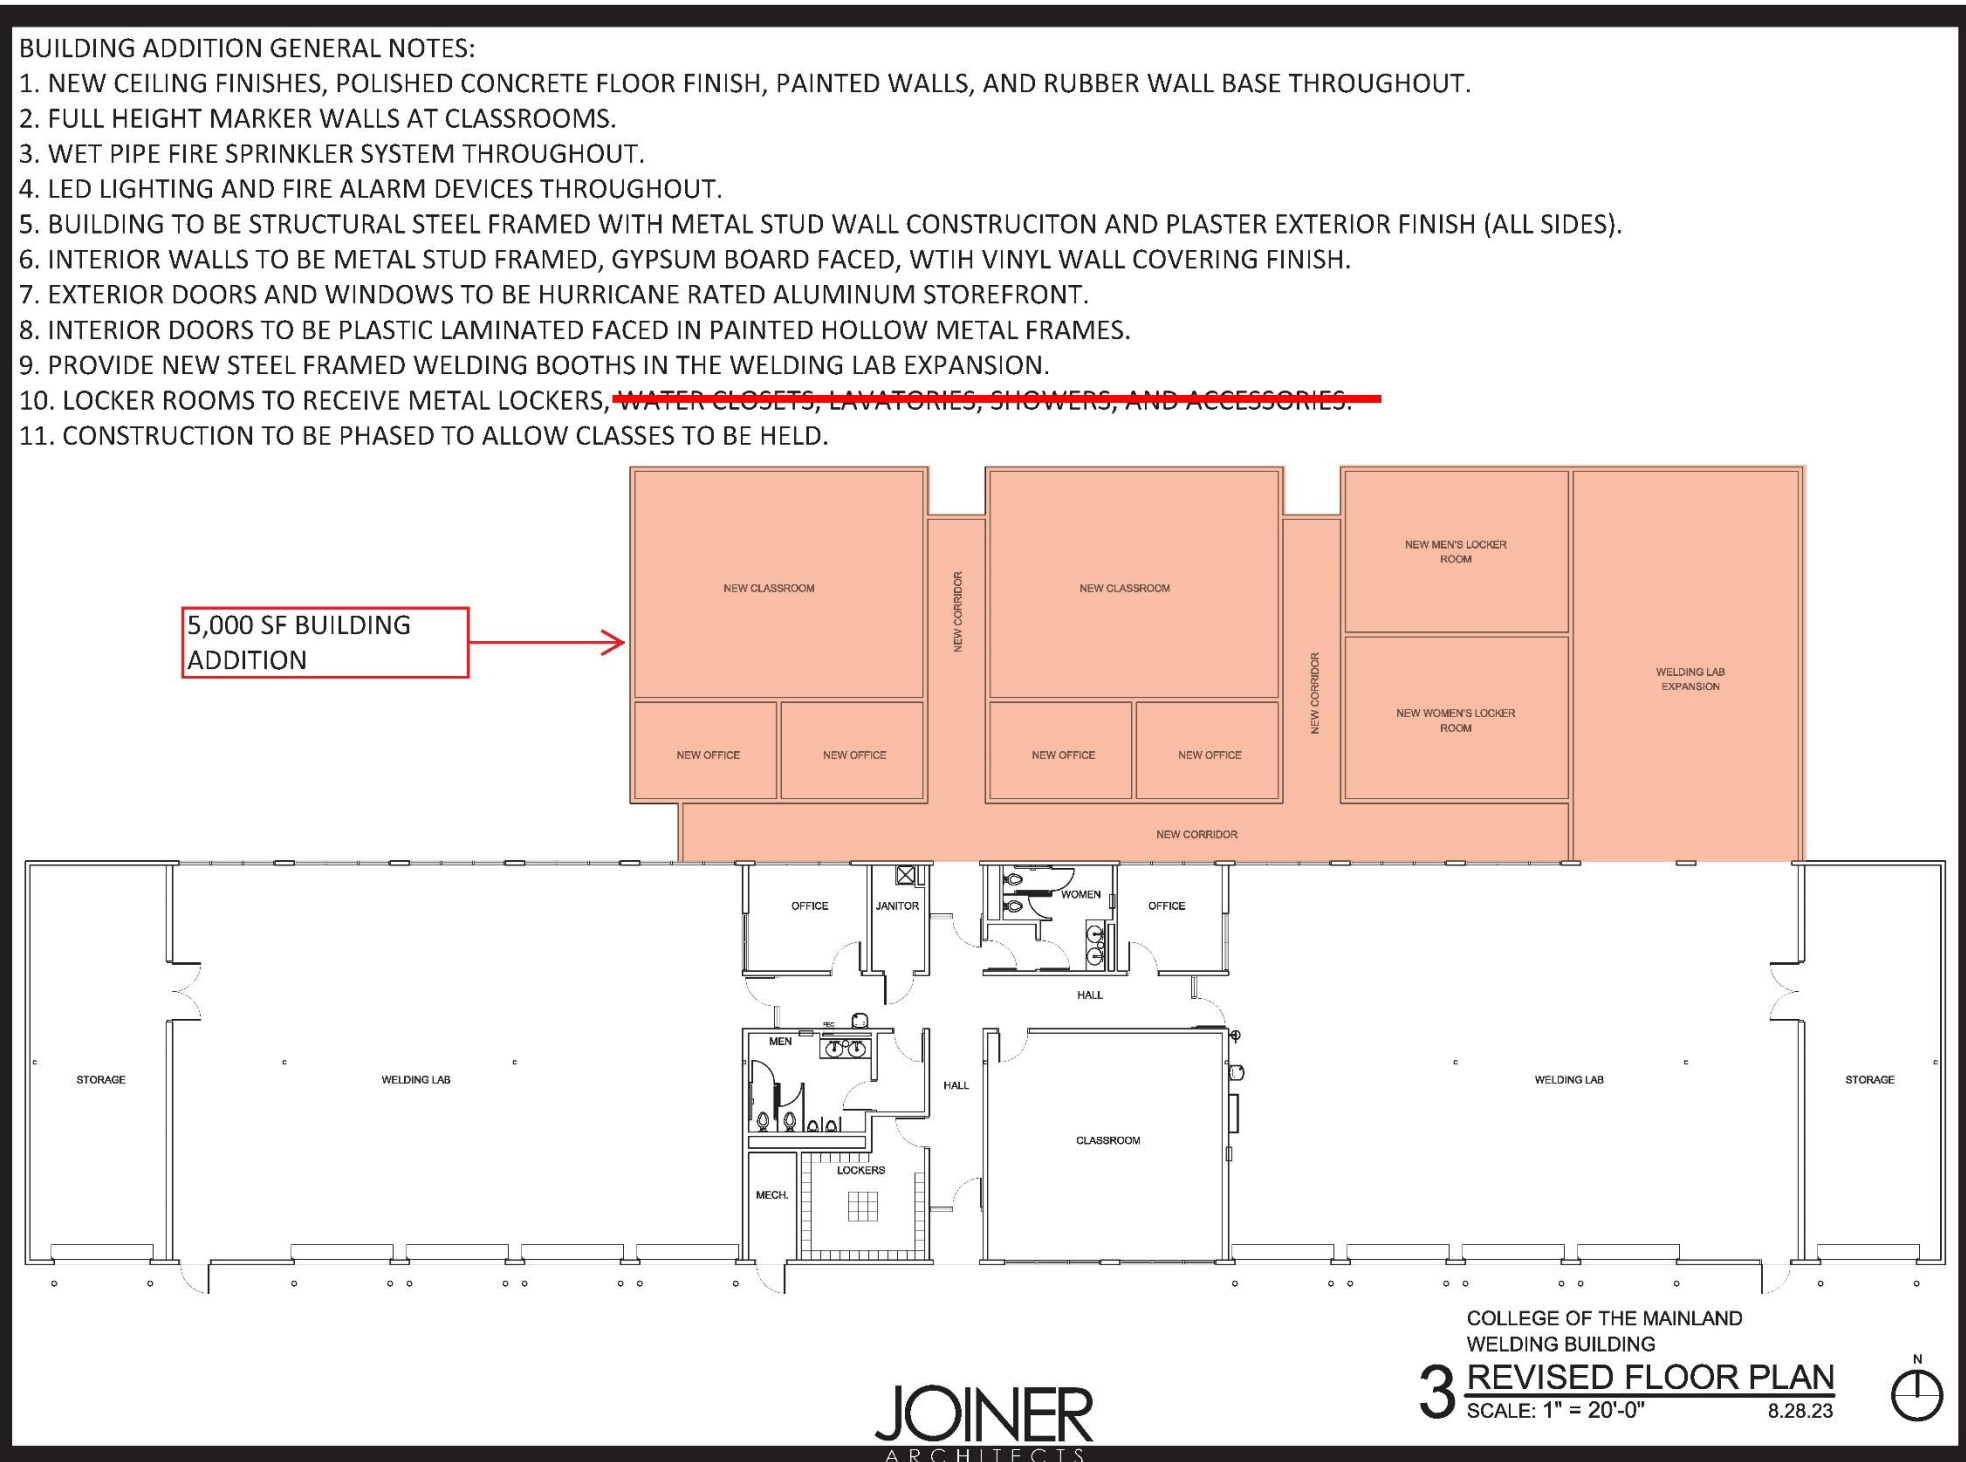 BUILDING ADDITION GENERAL NOTES:
1. NEW CEILING FINISHES, POLISHED CONCRETE FLOOR FINISH, PAINTED WALLS, AND RUBBER WALL BASE THROUGHOUT.
2. FULL HEIGHT MARKER WALLS AT CLASSROOMS.
3. WET PIPE FIRE SPRINKLER SYSTEM THROUGHOUT.
4. LED LIGHTING AND FIRE ALARM DEVICES THROUGHOUT.
5. BUILDING TO BE STRUCTURAL STEEL FRAMED WITH METAL STUD WALL CONSTRUCITON AND PLASTER EXTERIOR FINISH (ALL SIDES).
6. INTERIOR WALLS TO BE METAL STUD FRAMED, GYPSUM BOARD FACED, WTIH VINYL WALL COVERING FINISH.
7. EXTERIOR DOORS AND WINDOWS TO BE HURRICANE RATED ALUMINUM STOREFRONT.
8. INTERIOR DOORS TO BE PLASTIC LAMINATED FACED IN PAINTED HOLLOW METAL FRAMES.
9. PROVIDE NEW STEEL FRAMED WELDING BOOTHS IN THE WELDING LAB EXPANSION.
10. LOCKER ROOMS TO RECEIVE METAL LOCKERS, WATER CLOSETS, LAVATORIES, SHOWERS, AND ACCESSORIES.
11. CONSTRUCTION TO BE PHASED TO ALLOW CLASSES TO BE HELD.
5,000 SF BUILDING
ADDITION
NEW CLASSROOM
NEW CORRIDOR
NEW CLASSROOM
NEW CORRIDOR
NEW MEN'S LOCKER
ROOM
NEW WOMEN'S LOCKER
ROOM
WELDING LAB
EXPANSION
NEW OFFICE
NEW OFFICE
NEW OFFICE
NEW OFFICE
NEW CORRIDOR
OFFICE
JANITOR
WOMEN
OFFICE
HALL
MEN
STORAGE
WELDING LAB
HALL
CLASSROOM
WELDING LAB
STORAGE
LOCKERS
MECH.
COLLEGE OF THE MAINLAND
WELDING BUILDING
3 REVISED FLOOR PLAN
SCALE: 1" = 20'-0" 8.28.23
N
JOINER
ARCHITECTS